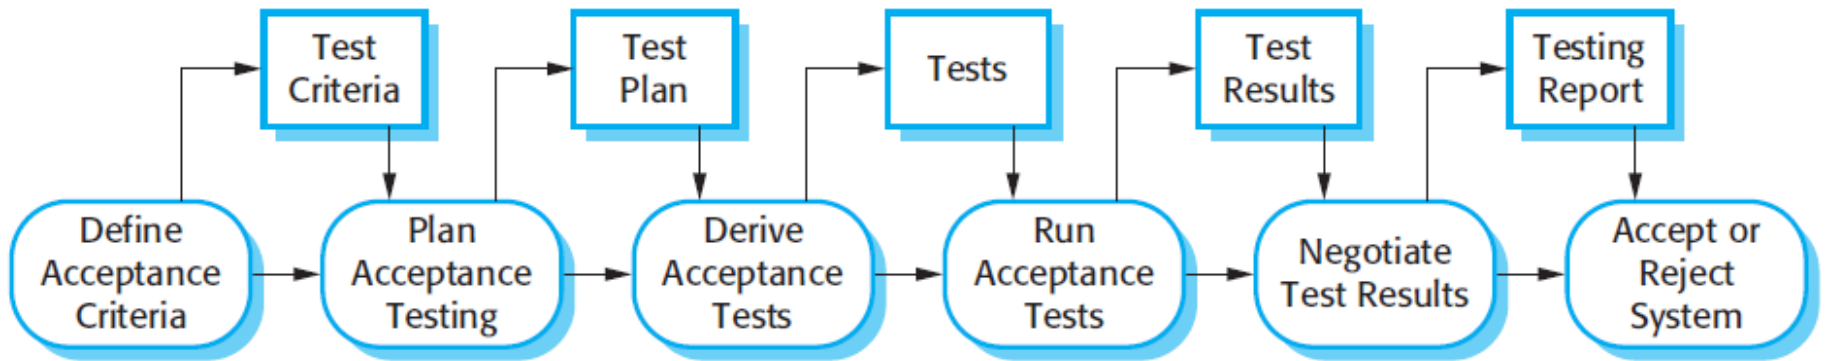 Test
Criteria
Test
Plan
Tests
Test
Results
Testing
Report
Define
Acceptance
Criteria
Plan
Acceptance
Testing
Derive
Acceptance
Tests
Run
Acceptance
Tests
Negotiate
Test Results
Accept or
Reject
System